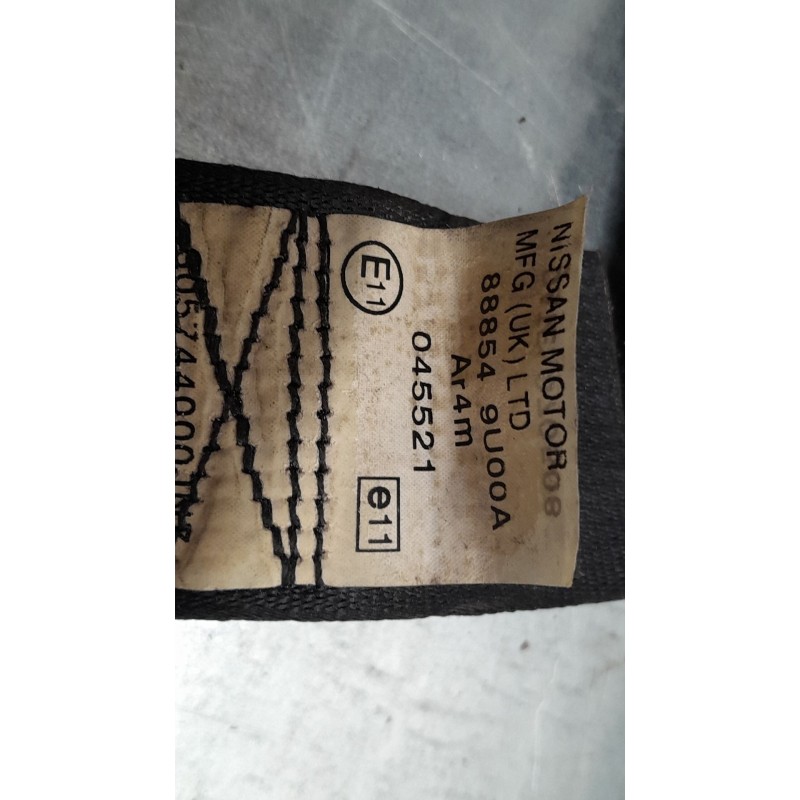 NISSAN MOTOR
MFG (UK) LTD
88854 9U00A
Ar4m
045521
E11
e11